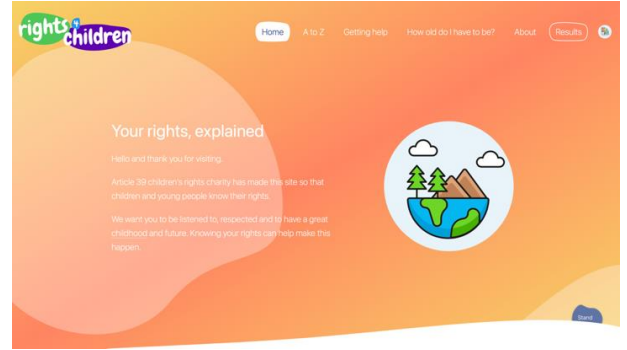 rights 4
children
Home A to Z Getting help How old do I have to be? About Results
Your rights, explained
Hello and thank you for visiting.
Article 39 children's rights charity has made this site so that
children and young people know their rights.
We want you to be listened to, respected and to have a great
childhood and future. Knowing your rights can help make this
happen.
Stand